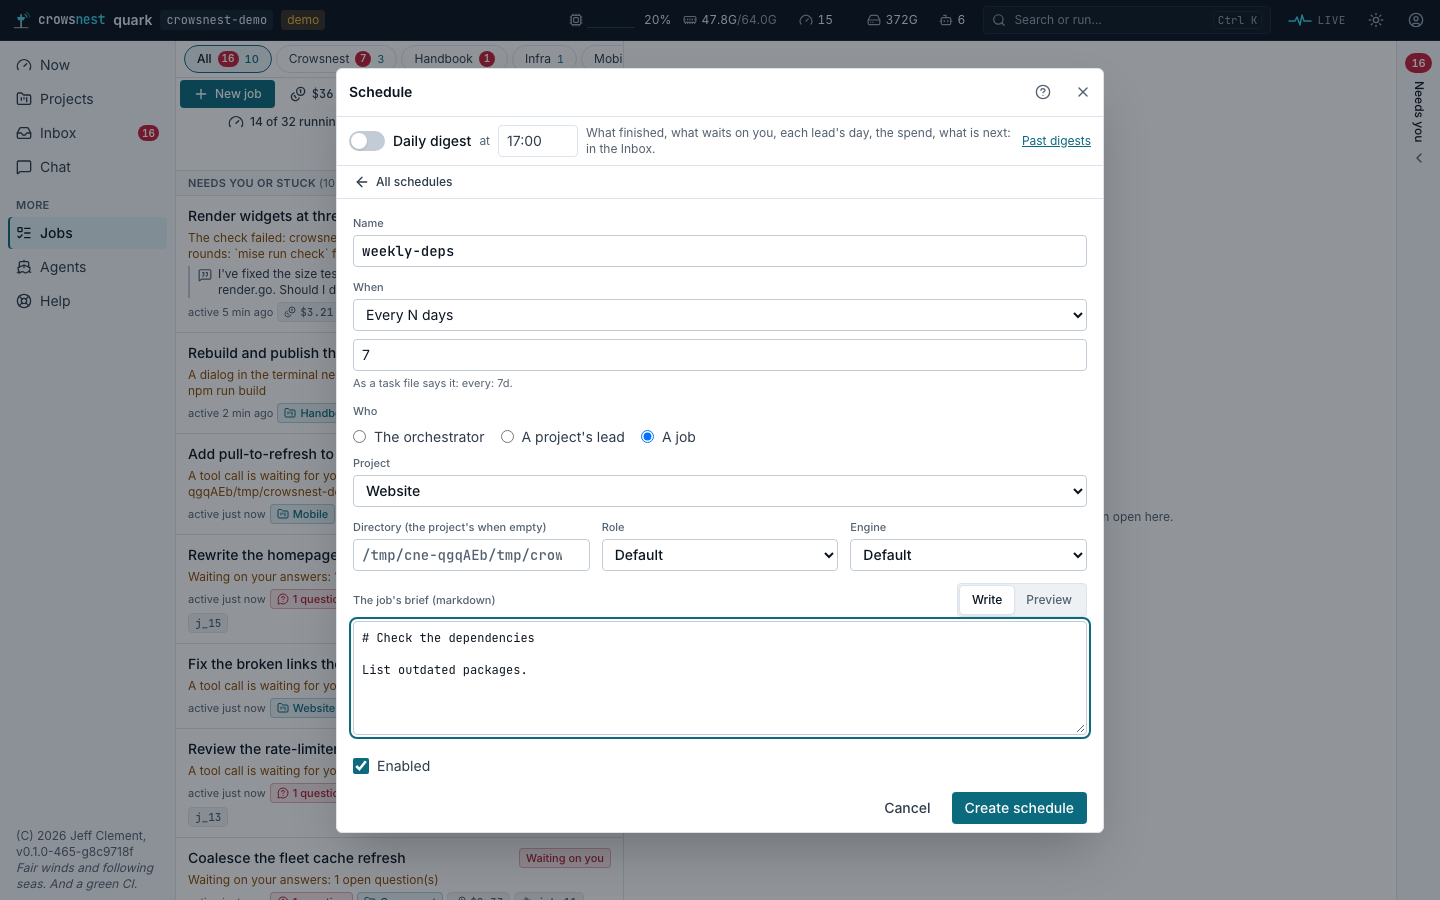 crowsnest quark crowsnest-demo demo 20% 47.8G/64.0G 15 372G 6 Search or run... Ctrl K LIVE
Now
Projects
Inbox 16
Chat
MORE
Jobs
Agents
Help
(C) 2026 Jeff Clement,
v0.1.0-465-g8c9718f
Fair winds and following
seas. And a green CI.
All 16 10 Crowsnest 7 3 Handbook 1 Infra 1 Mobi
New job $36
14 of 32 runnin
NEEDS YOU OR STUCK (10
Render widgets at thre
The check failed: crowsne
rounds: `mise run check` f
I've fixed the size tes
render.go. Should I d
active 5 min ago $3.21
Rebuild and publish th
A dialog in the terminal ne
npm run build
active 2 min ago Handb
Add pull-to-refresh to
A tool call is waiting for yo
qgqAEb/tmp/crowsnest-d
active just now Mobile
Rewrite the homepage
Waiting on your answers:
active just now 1 questi
j_15
Fix the broken links th
A tool call is waiting for yo
active just now Website
Review the rate-limiter
A tool call is waiting for yo
active just now 1 questi
j_13
Coalesce the fleet cache refresh Waiting on you
Waiting on your answers: 1 open question(s)
active just now
Schedule
Daily digest at 17:00 What finished, what waits on you, each lead's day, the spend, what is next:
in the Inbox.
Past digests
All schedules
Name
weekly-deps
When
Every N days
7
As a task file says it: every: 7d.
Who
The orchestrator A project's lead A job
Project
Website
Directory (the project's when empty) Role Engine
/tmp/cne-qgqAEb/tmp/crow Default Default
The job's brief (markdown) Write Preview
# Check the dependencies
List outdated packages.
Enabled
Cancel Create schedule
n open here.
16
Needs you